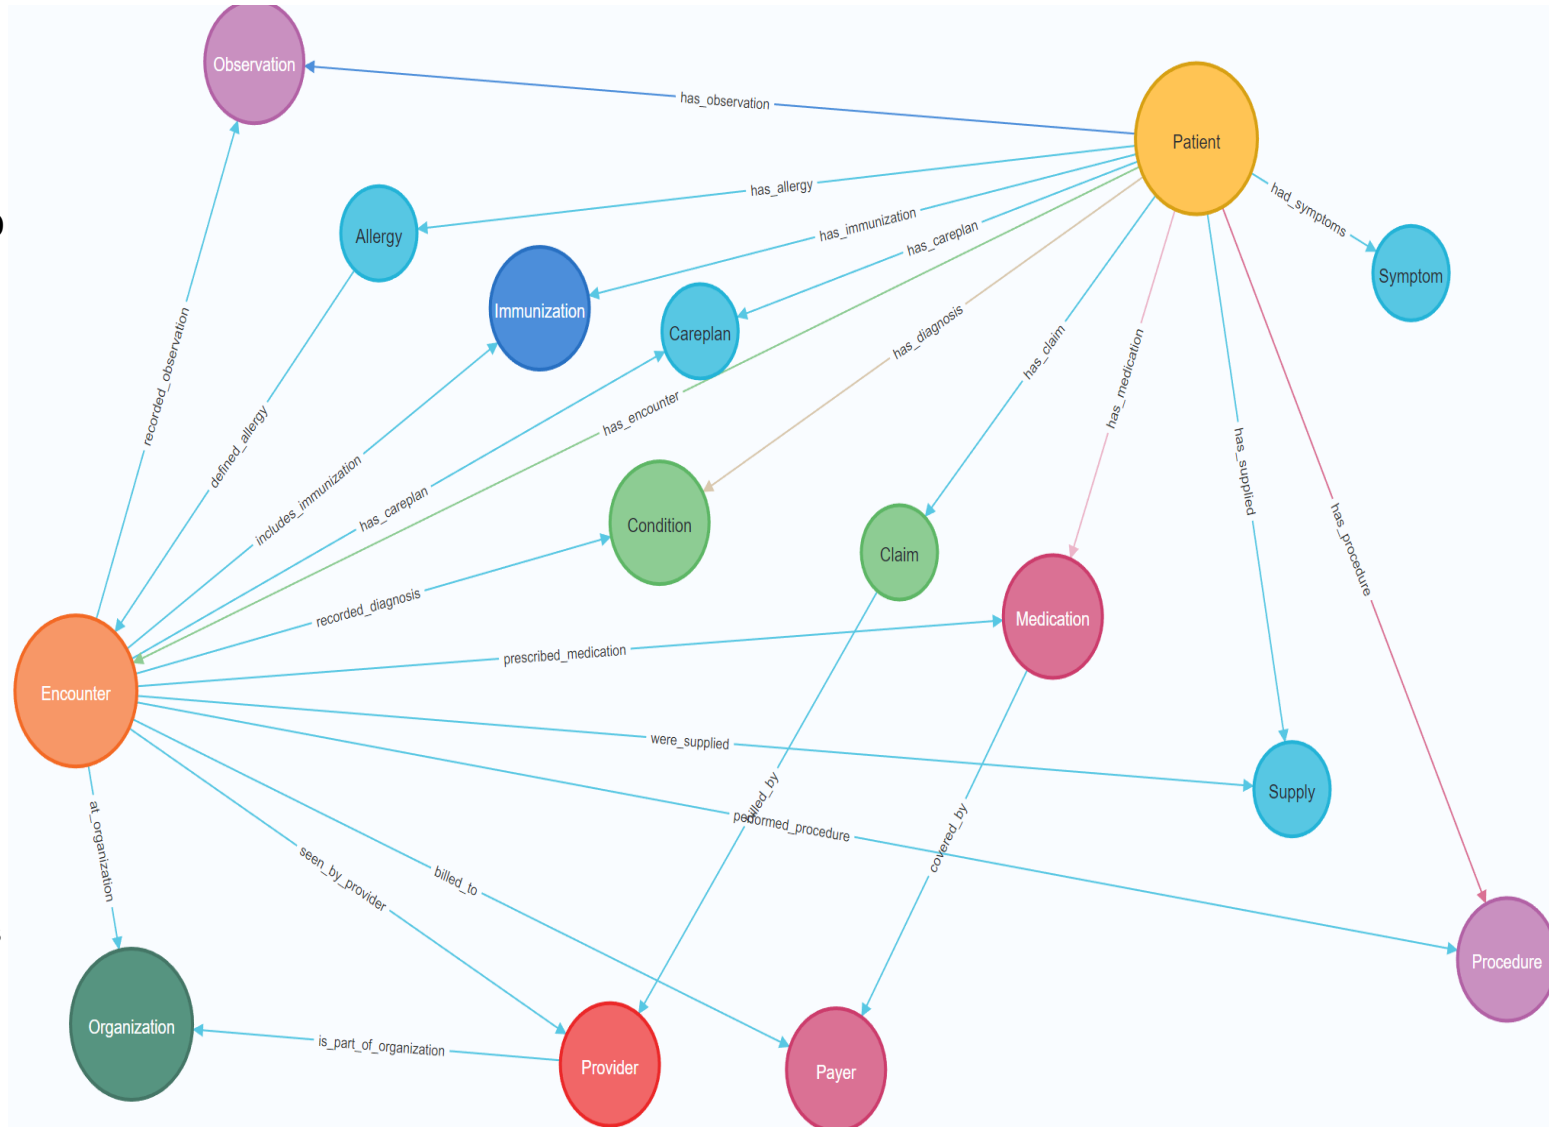 Observation
has_observation
Patient
has_allergy
had_symptoms
Allergy
has_immunization
has_careplan
Symptom
Immunization
Careplan
has_diagnosis
has_claim
has_medication
recorded_observation
defined_allergy
has_encounter
has_supplied
includes_immunization
has_careplan
Condition
Claim
has_procedure
recorded_diagnosis
Medication
prescribed_medication
Encounter
were_supplied
Supply
billed_by
performed_procedure
covered_by
at_organization
seen_by_provider
billed_to
Procedure
Organization
is_part_of_organization
Provider
Payer